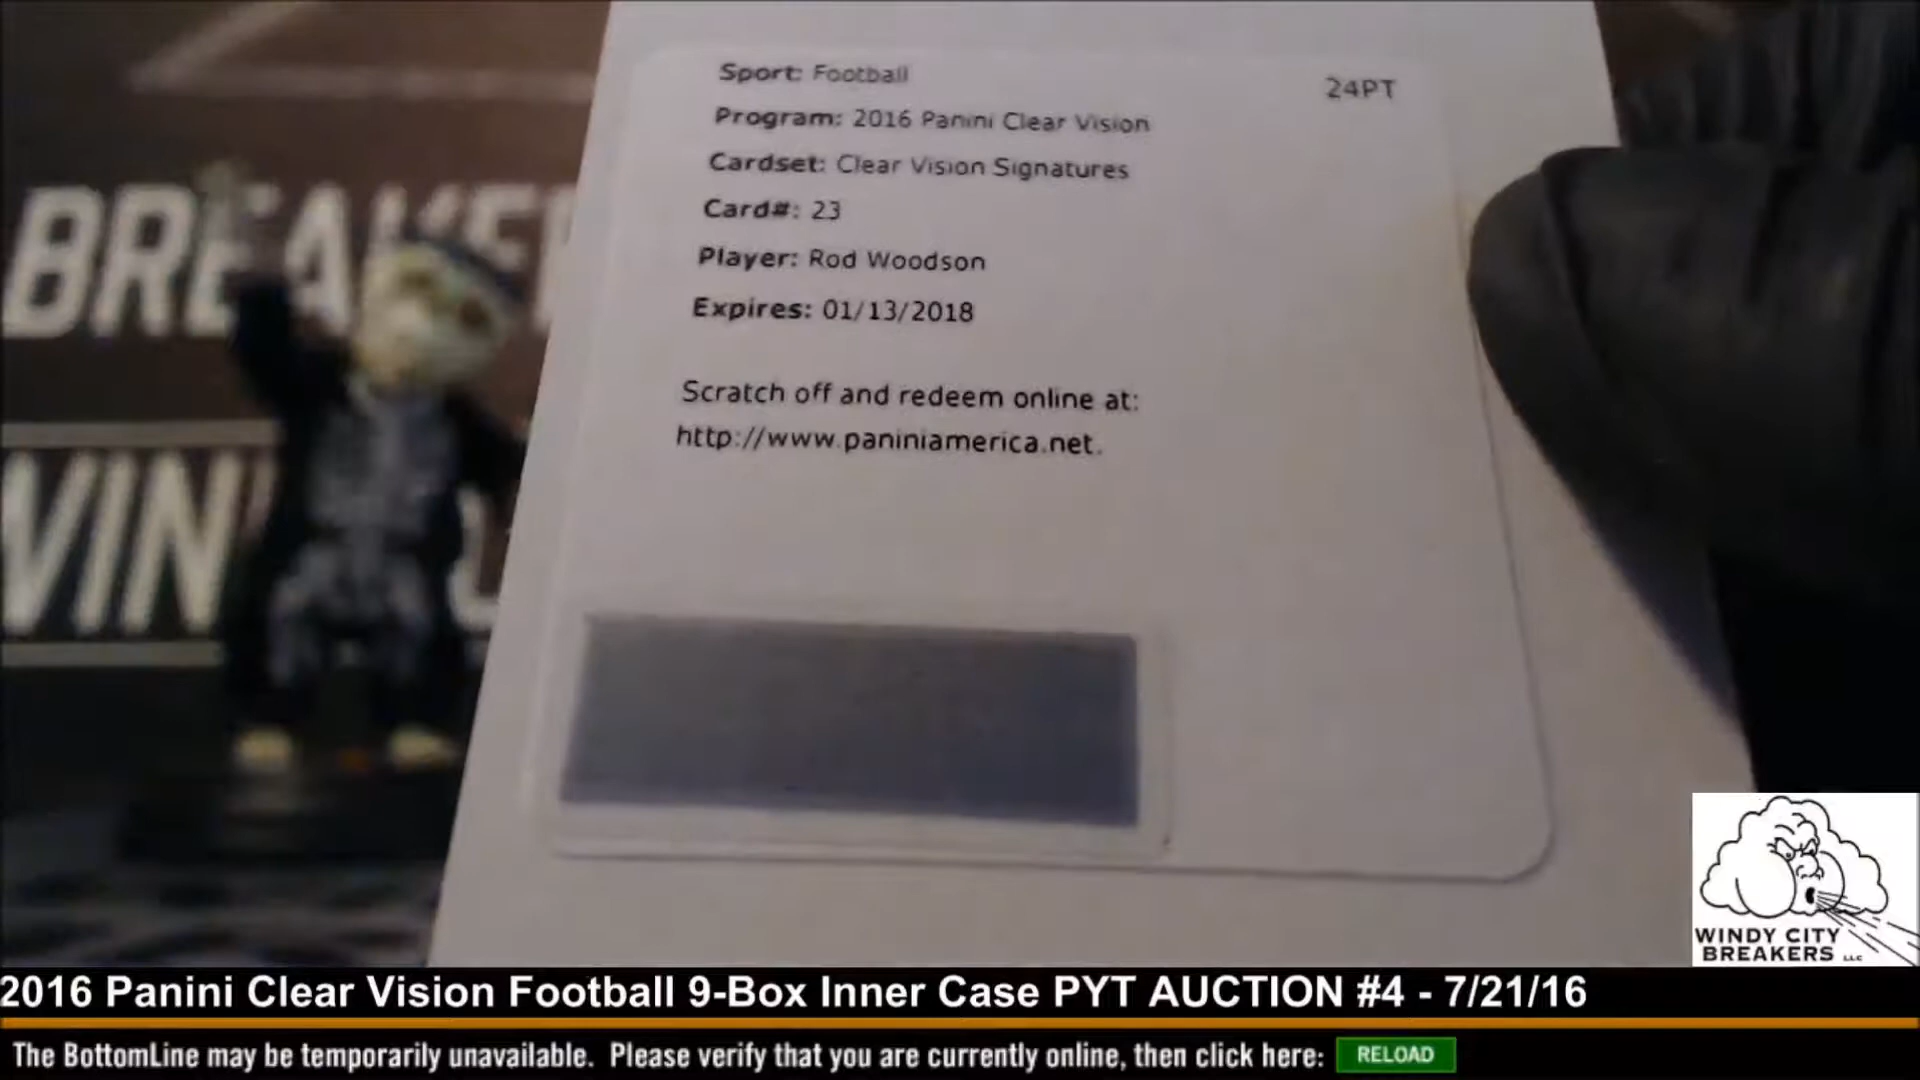 Sport: Football
24PT
Program: 2016 Panini Clear Vision
Cardset: Clear Vision Signatures
Card#: 23
Player: Rod Woodson
Expires: 01/13/2018
Scratch off and redeem online at:
http://www.paniniamerica.net.
WINDY CITY
BREAKERS LLC
2016 Panini Clear Vision Football 9-Box Inner Case PYT AUCTION #4 - 7/21/16
The BottomLine may be temporarily unavailable. Please verify that you are currently online, then click here: RELOAD